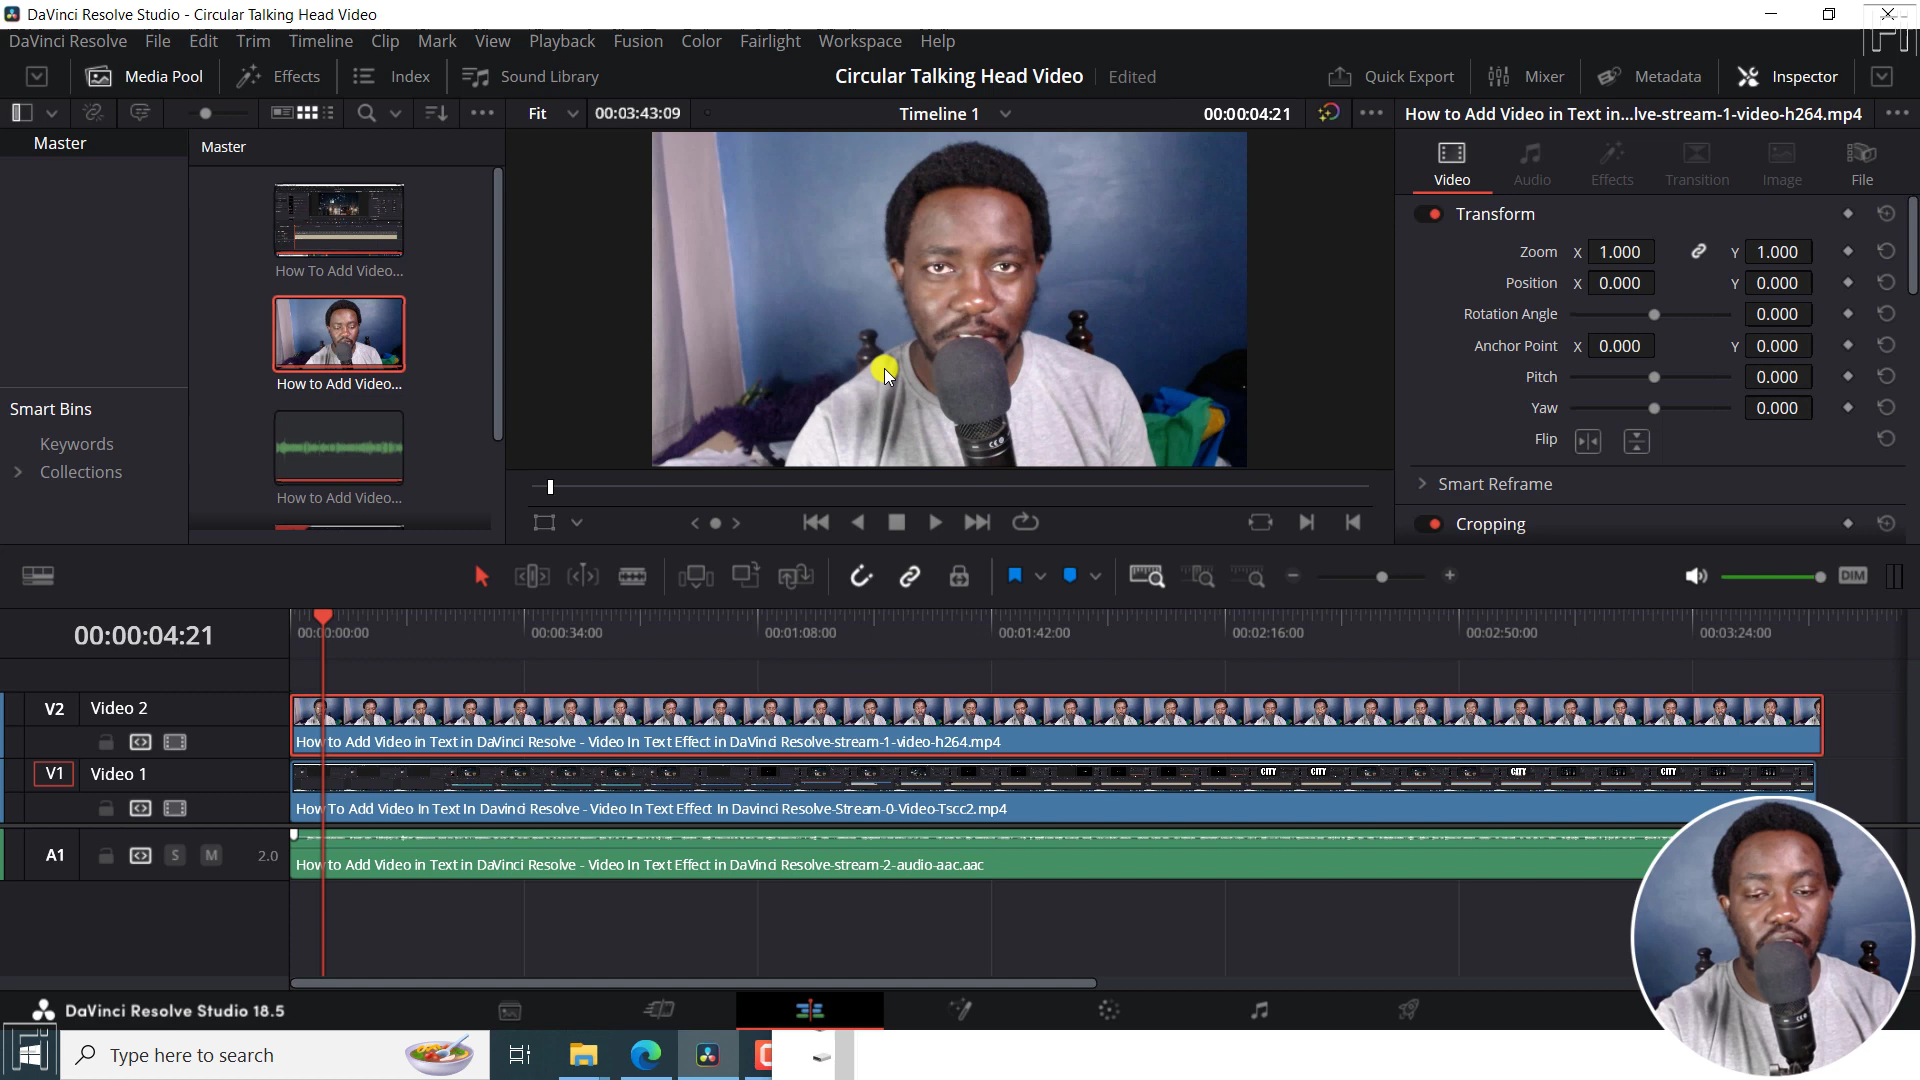 DaVinci Resolve Studio - Circular Talking Head Video
DaVinci Resolve File Edit Trim Timeline Clip Mark View Playback Fusion Color Fairlight Workspace Help
Media Pool Effects Index Sound Library Circular Talking Head Video Edited Quick Export Mixer Metadata Inspector
Fit 00:03:43:09 Timeline 1 00:00:04:21 How to Add Video in Text in...lve-stream-1-video-h264.mp4
Master
Master
How To Add Video...
How to Add Video...
How to Add Video...
Smart Bins
Keywords
Collections
Video Audio Effects Transition Image File
Transform
Zoom X 1.000 Y 1.000
Position X 0.000 Y 0.000
Rotation Angle 0.000
Anchor Point X 0.000 Y 0.000
Pitch 0.000
Yaw 0.000
Flip
Smart Reframe
Cropping
DIM
00:00:04:21
00:00:00:00 00:00:34:00 00:01:08:00 00:01:42:00 00:02:16:00 00:02:50:00 00:03:24:00
V2 Video 2
How to Add Video in Text in DaVinci Resolve - Video In Text Effect in DaVinci Resolve-stream-1-video-h264.mp4
V1 Video 1
CITY CITY CITY CITY
How To Add Video In Text In Davinci Resolve - Video In Text Effect In Davinci Resolve-Stream-0-Video-Tscc2.mp4
A1 S M 2.0
How to Add Video in Text in DaVinci Resolve - Video In Text Effect in DaVinci Resolve-stream-2-audio-aac.aac
DaVinci Resolve Studio 18.5
Type here to search